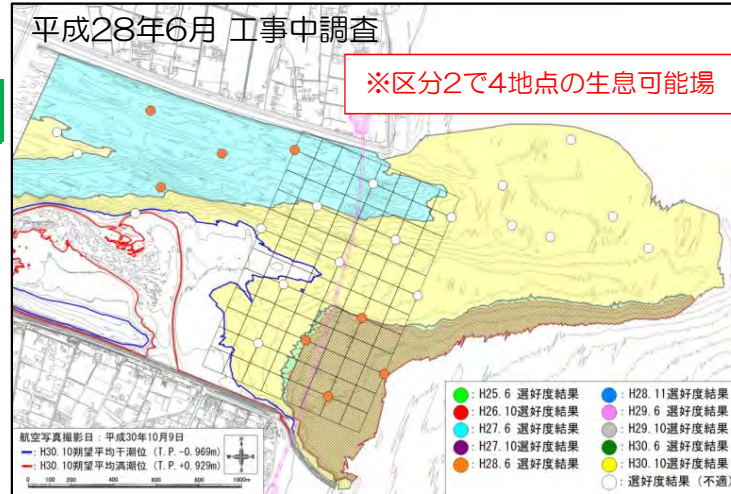 平成28年6月 工事中調査
※区分2で4地点の生息可能場
航空写真撮影日：平成30年10月9日
：H30.10朔望平均干潮位（T.P.-0.969m）
：H30.10朔望平均満潮位（T.P.+0.929m）
0 100 200 400 600 800 1000m
N
W E
S
：H25.6 選好度結果
：H26.10選好度結果
：H27.6 選好度結果
：H27.10選好度結果
：H28.6 選好度結果
：H28.11選好度結果
：H29.6 選好度結果
：H29.10選好度結果
：H30.6 選好度結果
：H30.10選好度結果
：選好度結果（不適）